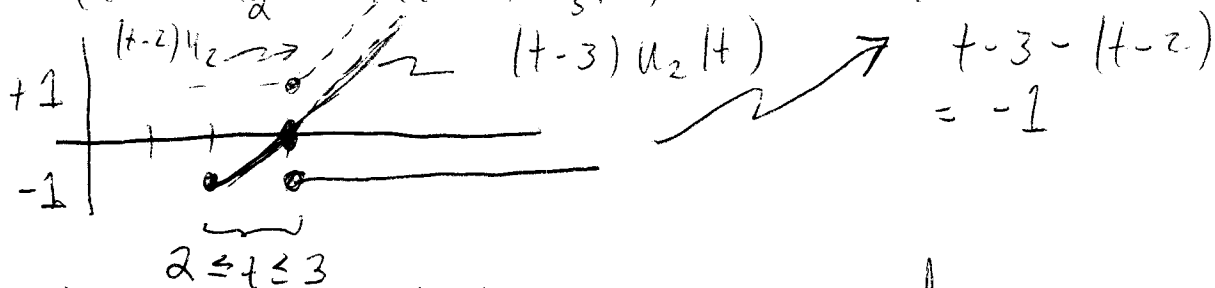 (t-2)u₂
(t-3)u₂(t)
t-3-(t-2)
= -1
+1
-1
2 ≤ t ≤ 3